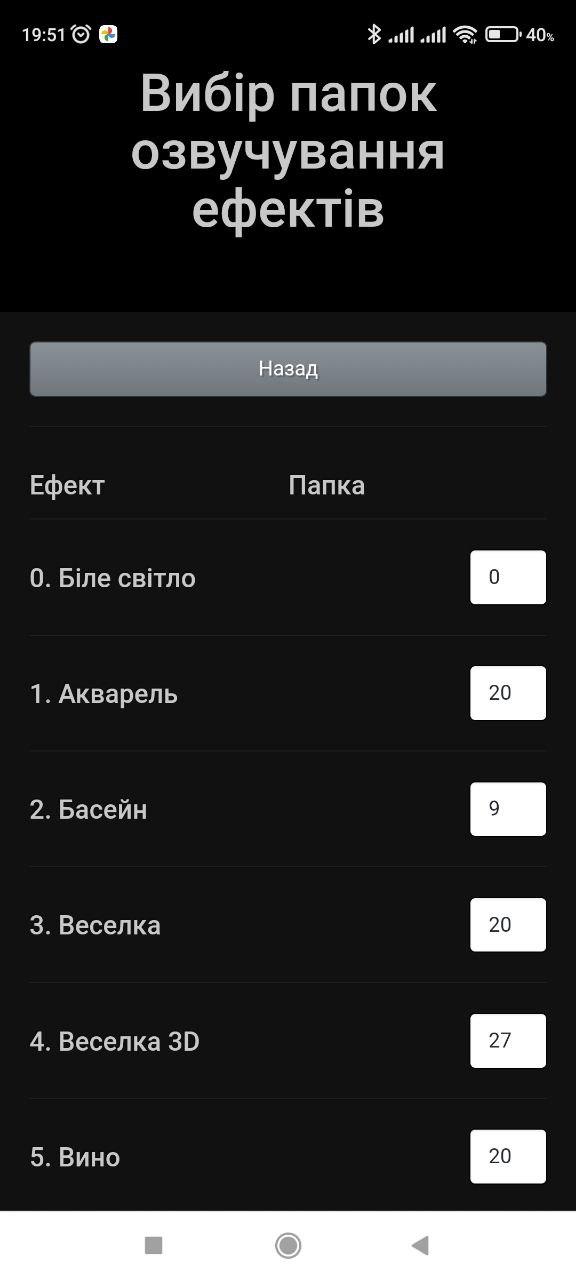 19:51 40%
Вибір папок
озвучування
ефектів
Назад
Ефект Папка
0. Біле світло 0
1. Акварель 20
2. Басейн 9
3. Веселка 20
4. Веселка 3D 27
5. Вино 20